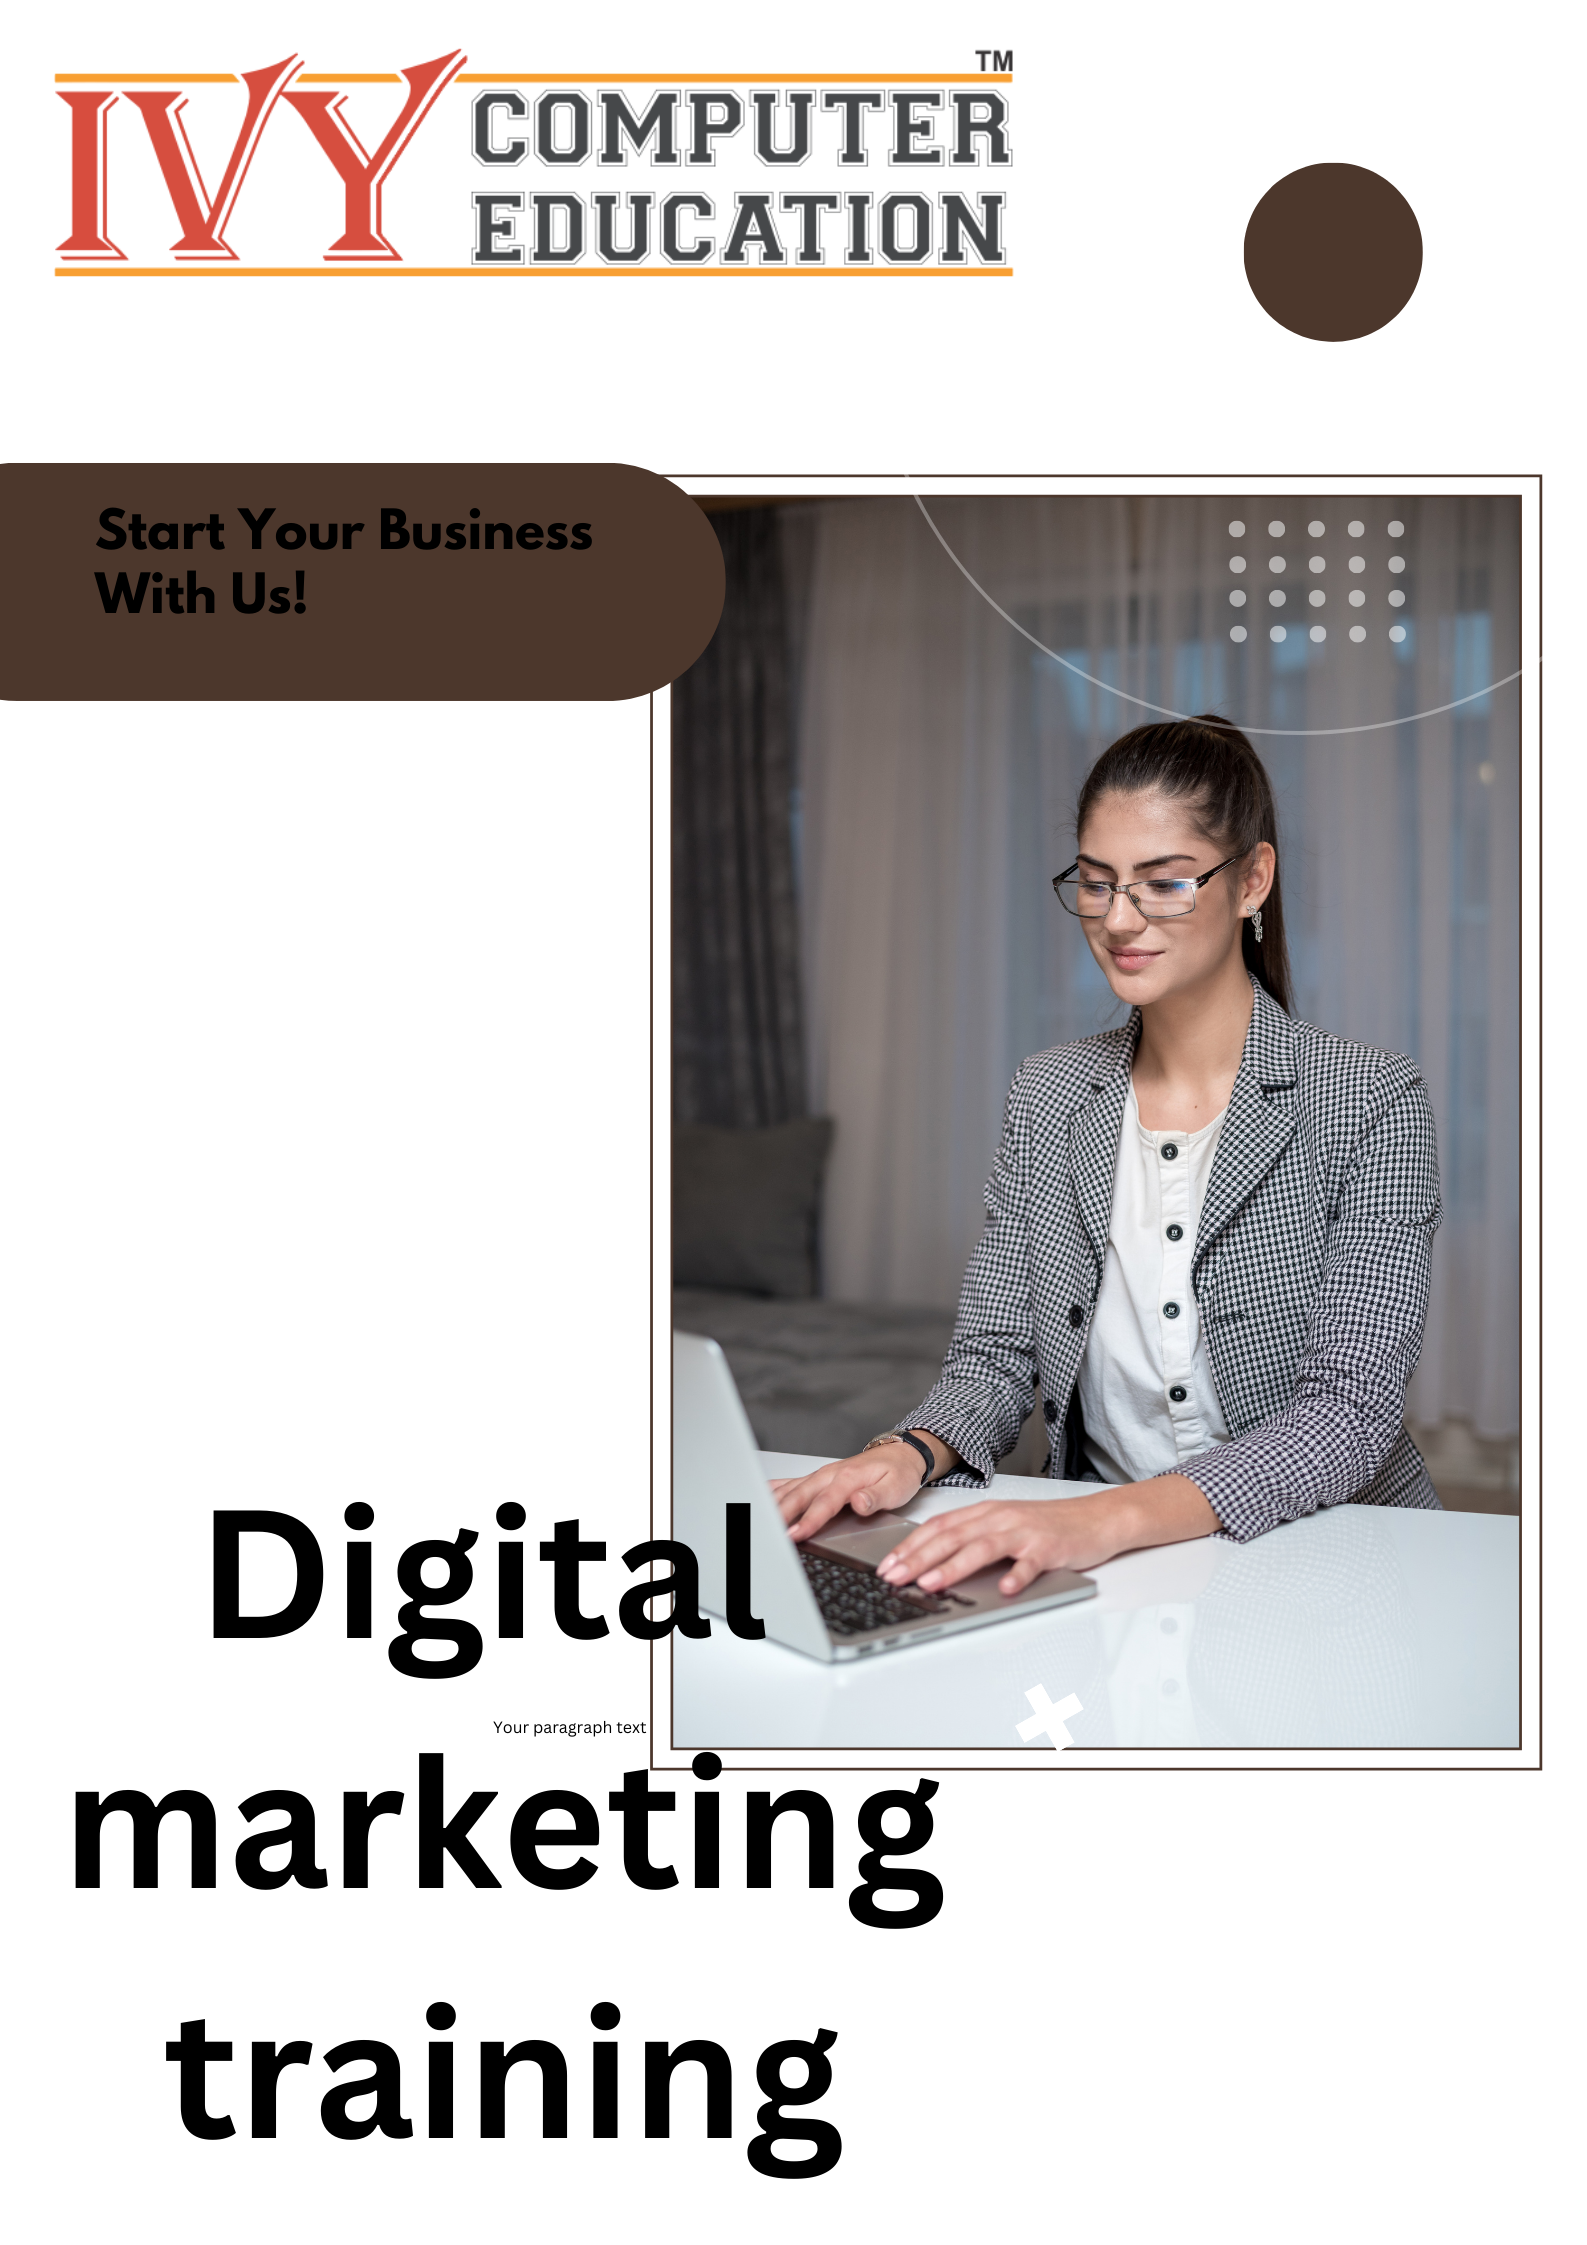 IVY COMPUTER TM
EDUCATION
Start Your Business
With Us!
Digital
Your paragraph text
marketing
training